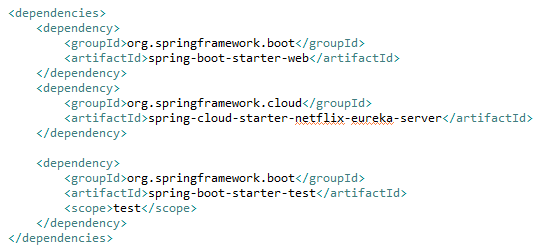 <dependencies>
<dependency>
<groupId>org.springframework.boot</groupId>
<artifactId>spring-boot-starter-web</artifactId>
</dependency>
<dependency>
<groupId>org.springframework.cloud</groupId>
<artifactId>spring-cloud-starter-netflix-eureka-server</artifactId>
</dependency>
<dependency>
<groupId>org.springframework.boot</groupId>
<artifactId>spring-boot-starter-test</artifactId>
<scope>test</scope>
</dependency>
</dependencies>